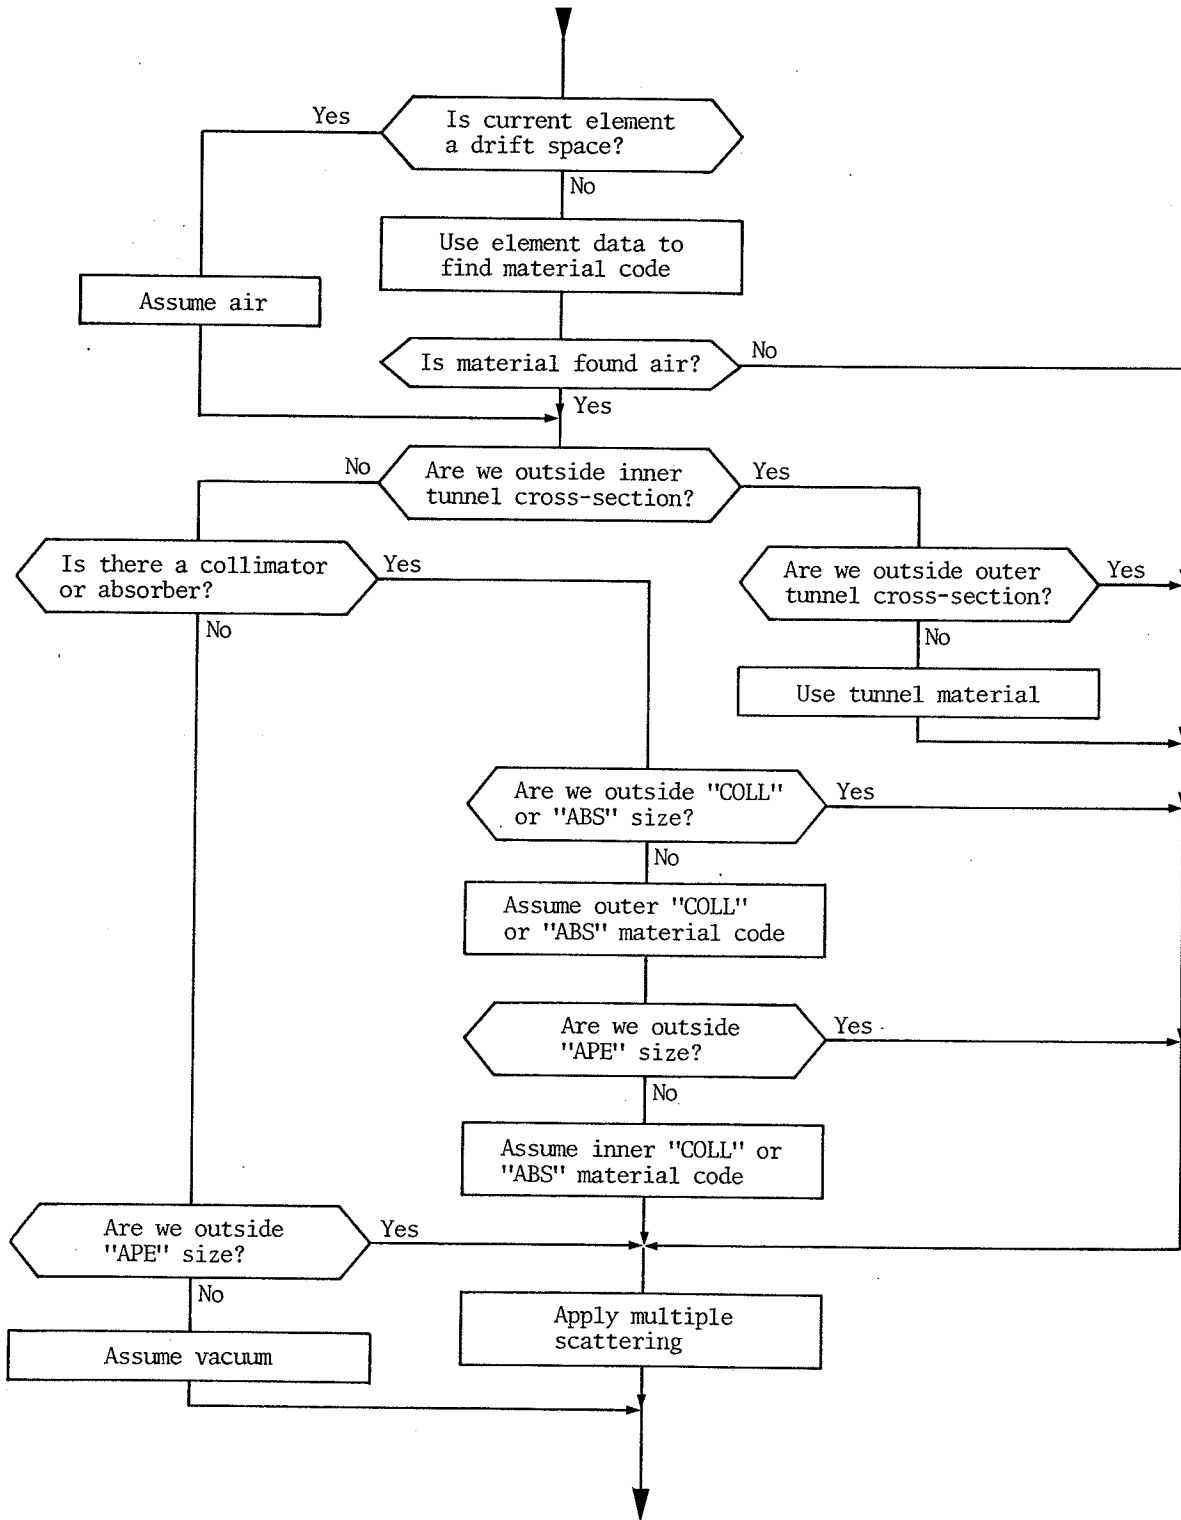 Yes
Is current element
a drift space?
No
Use element data to
find material code
Assume air
Is material found air?
No
Yes
No
Are we outside inner
tunnel cross-section?
Yes
Is there a collimator
or absorber?
Yes
No
Are we outside outer
tunnel cross-section?
Yes
No
Use tunnel material
Are we outside "COLL"
or "ABS" size?
Yes
No
Assume outer "COLL"
or "ABS" material code
Are we outside
"APE" size?
Yes
No
Assume inner "COLL" or
"ABS" material code
Are we outside
"APE" size?
Yes
No
Assume vacuum
Apply multiple
scattering